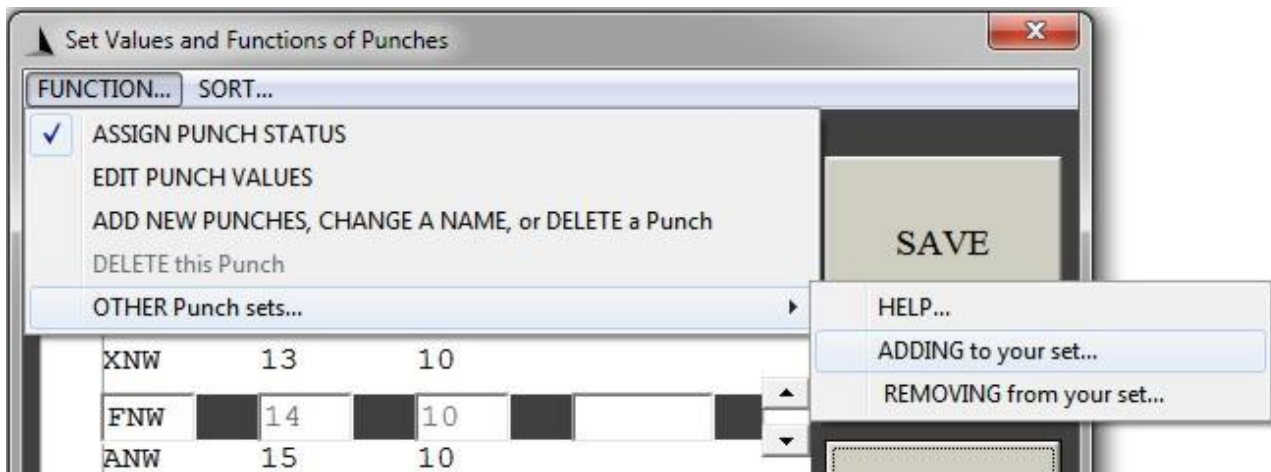 Set Values and Functions of Punches
FUNCTION... SORT...
ASSIGN PUNCH STATUS
EDIT PUNCH VALUES
ADD NEW PUNCHES, CHANGE A NAME, or DELETE a Punch
DELETE this Punch
OTHER Punch sets...
SAVE
HELP...
ADDING to your set...
REMOVING from your set...
XNW 13 10
FNW 14 10
ANW 15 10